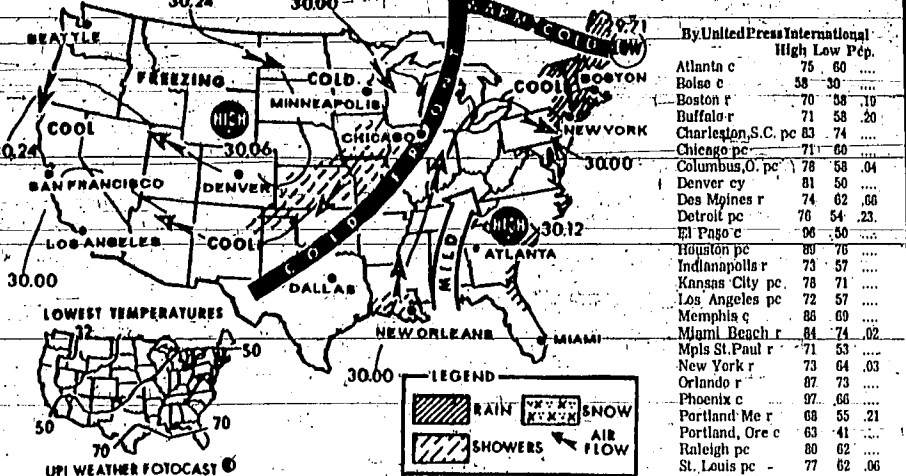 30.24
30.00
SEATTLE
FREEZING
COLD
MINNEAPOLIS
WARM COLD
LOW
BOSTON
COOL
NEW YORK
30.00
COOL
HIGH
30.06
CHICAGO
SAN FRANCISCO
DENVER
LOS ANGELES
COOL
30.00
COLD FRONT
DALLAS
MILD
HIGH
30.12
ATLANTA
NEW ORLEANS
MIAMI
30.00
LOWEST TEMPERATURES
32
50
50
70
70
UPI WEATHER FOTOCAST
LEGEND
RAIN
SNOW
SHOWERS
AIR FLOW
By United Press International
High Low Pcp.
Atlanta c 75 60 ....
Boise c 58 30 ....
Boston r 70 58 .10
Buffalo r 71 58 .20
Charleston, S.C. pc 83 74 ....
Chicago pc 71 60 ....
Columbus, O. pc 78 58 .04
Denver cy 81 50 ....
Des Moines r 74 62 .66
Detroit pc 76 54 .23
El Paso c 96 50 ....
Houston pc 89 76 ....
Indianapolis r 73 57 ....
Kansas City pc 78 71 ....
Los Angeles pc 72 57 ....
Memphis c 86 69 ....
Miami Beach r 84 74 .02
Mpls St. Paul r 71 53 ....
New York r 73 64 .03
Orlando r 87 73 ....
Phoenix c 97 66 ....
Portland Me r 68 55 .21
Portland, Ore c 63 41 ....
Raleigh pc 80 62 ....
St. Louis pc 77 62 .06